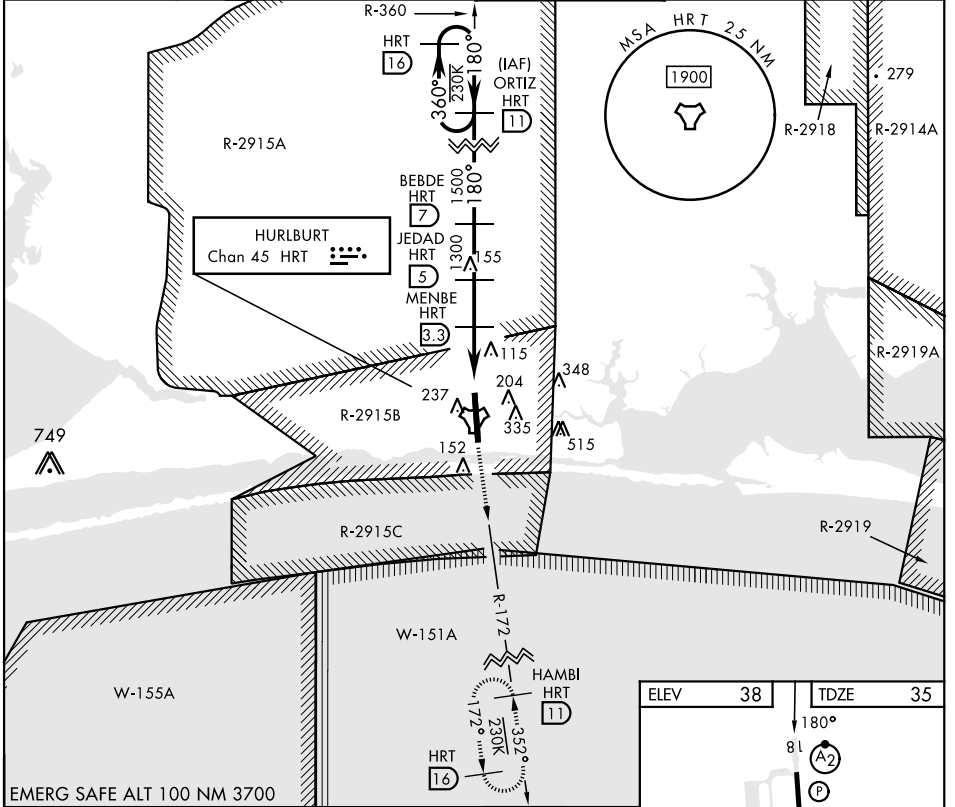 R-360
HRT
16
360°
230K
180°
(IAF)
ORTIZ
HRT
11
MSA HRT 25 NM
1900
R-2918
279
R-2914A
R-2915A
1500
180°
BEBDE
HRT
7
HURLBURT
Chan 45 HRT
JEDAD
HRT
5
1300
155
MENBE
HRT
3.3
115
R-2919A
348
204
237
335
R-2915B
515
749
152
R-2915C
R-2919
R-172
W-151A
W-155A
HAMBI
HRT
11
172°
230K
352°
HRT
16
ELEV 38
TDZE 35
180°
18
A2
P
EMERG SAFE ALT 100 NM 3700